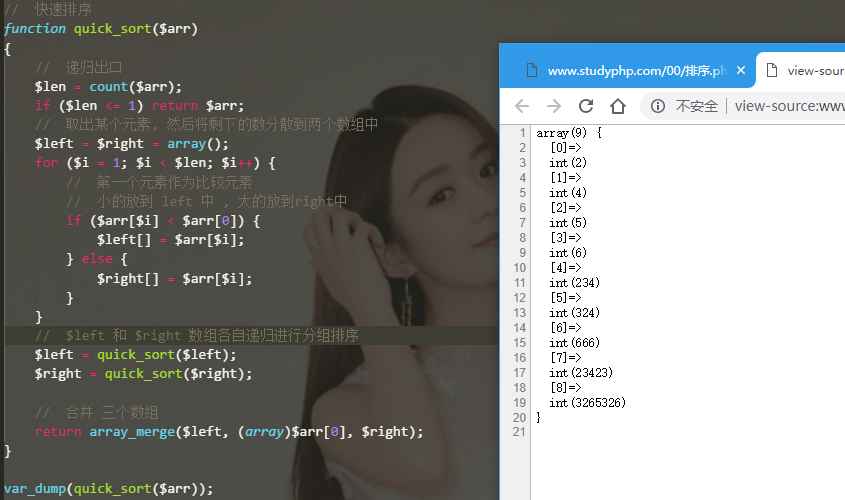 //  快速排序
function quick_sort($arr)
{
    //  递归出口
    $len = count($arr);
    if ($len <= 1) return $arr;
    //  取出某个元素, 然后将剩下的数分散到两个数组中
    $left = $right = array();
    for ($i = 1; $i < $len; $i++) {
        //  第一个元素作为比较元素
        //  小的放到 left 中 , 大的放到right中
        if ($arr[$i] < $arr[0]) {
            $left[] = $arr[$i];
        } else {
            $right[] = $arr[$i];
        }
    }
    //  $left 和 $right 数组各自递归进行分组排序
    $left = quick_sort($left);
    $right = quick_sort($right);

    //  合并 三个数组
    return array_merge($left, (array)$arr[0], $right);
}

var_dump(quick_sort($arr));
www.studyphp.com/00/排序.ph ×
view-sour
不安全 | view-source:www
1 array(9) {
2   [0]=>
3   int(2)
4   [1]=>
5   int(4)
6   [2]=>
7   int(5)
8   [3]=>
9   int(6)
10   [4]=>
11   int(234)
12   [5]=>
13   int(324)
14   [6]=>
15   int(666)
16   [7]=>
17   int(23423)
18   [8]=>
19   int(3265326)
20 }
21